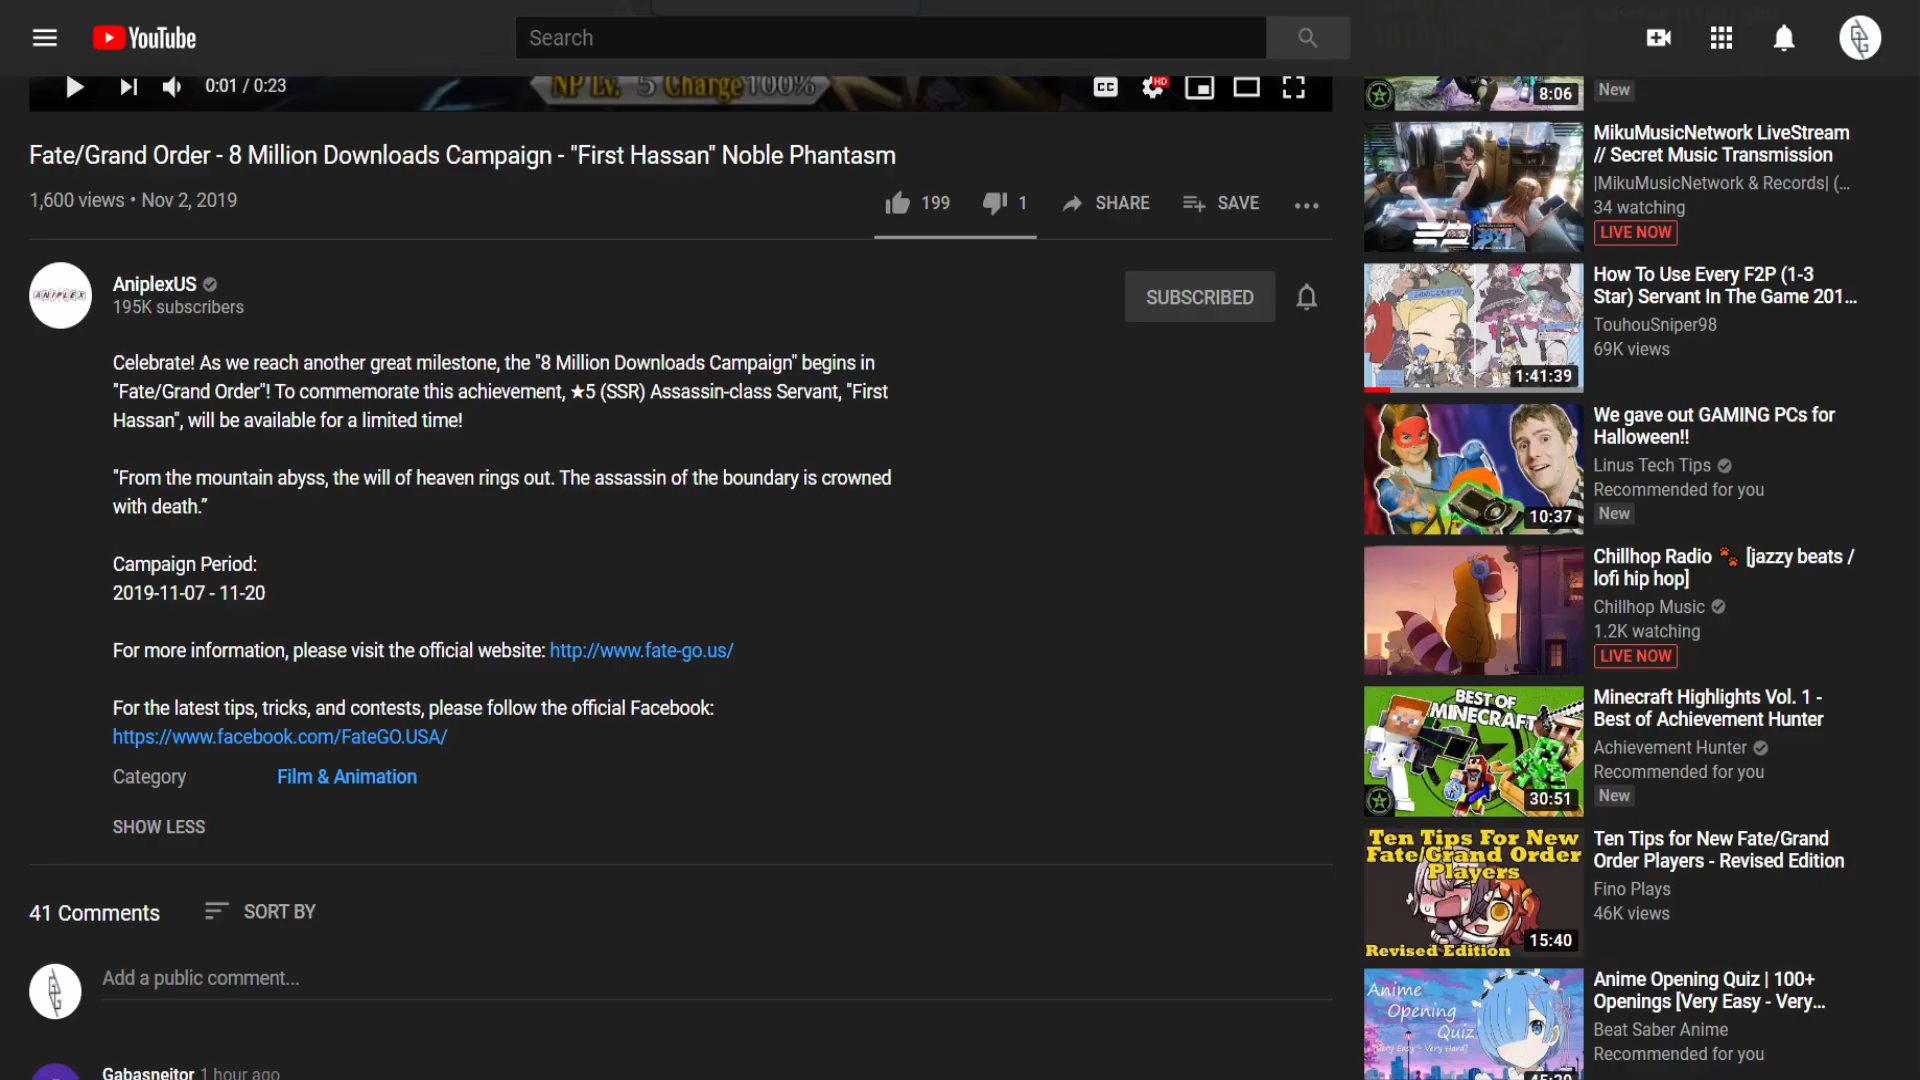 YouTube
Search
NP Lv. 5 Charge 100%
0:01 / 0:23
CC
HD
Fate/Grand Order - 8 Million Downloads Campaign - "First Hassan" Noble Phantasm
1,600 views • Nov 2, 2019
199
1
SHARE
SAVE
ANIPLEX
AniplexUS
195K subscribers
SUBSCRIBED
Celebrate! As we reach another great milestone, the "8 Million Downloads Campaign" begins in
"Fate/Grand Order"! To commemorate this achievement, ★5 (SSR) Assassin-class Servant, "First
Hassan", will be available for a limited time!
"From the mountain abyss, the will of heaven rings out. The assassin of the boundary is crowned
with death.”
Campaign Period:
2019-11-07 - 11-20
For more information, please visit the official website: http://www.fate-go.us/
For the latest tips, tricks, and contests, please follow the official Facebook:
https://www.facebook.com/FateGO.USA/
Category
Film & Animation
SHOW LESS
41 Comments
SORT BY
Add a public comment...
Gabasneitor 1 hour ago
8:06
New
MikuMusicNetwork LiveStream
// Secret Music Transmission
|MikuMusicNetwork & Records| (...
34 watching
LIVE NOW
1:41:39
How To Use Every F2P (1-3
Star) Servant In The Game 201...
TouhouSniper98
69K views
10:37
We gave out GAMING PCs for
Halloween!!
Linus Tech Tips
Recommended for you
New
Chillhop Radio 🐾 [jazzy beats /
lofi hip hop]
Chillhop Music
1.2K watching
LIVE NOW
BEST OF
MINECRAFT
30:51
Minecraft Highlights Vol. 1 -
Best of Achievement Hunter
Achievement Hunter
Recommended for you
New
Ten Tips For New
Fate/Grand Order
Players
Revised Edition
15:40
Ten Tips for New Fate/Grand
Order Players - Revised Edition
Fino Plays
46K views
Anime
Opening
Quiz
[Very Easy - Very Hard]
45:20
Anime Opening Quiz | 100+
Openings [Very Easy - Very...
Beat Saber Anime
Recommended for you